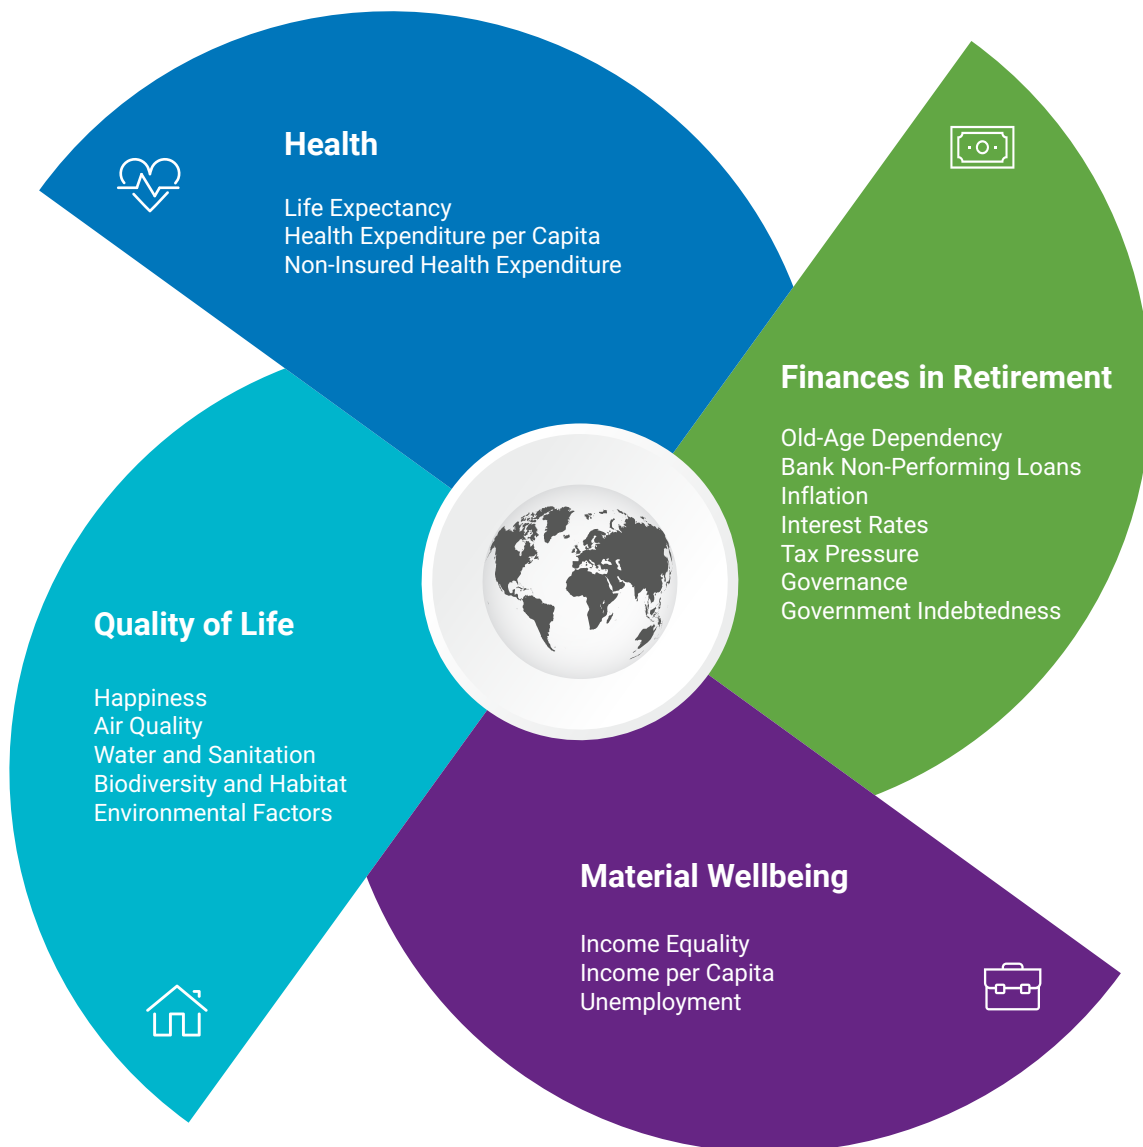 Health
Life Expectancy
Health Expenditure per Capita
Non-Insured Health Expenditure
Finances in Retirement
Old-Age Dependency
Bank Non-Performing Loans
Inflation
Interest Rates
Tax Pressure
Governance
Government Indebtedness
Quality of Life
Happiness
Air Quality
Water and Sanitation
Biodiversity and Habitat
Environmental Factors
Material Wellbeing
Income Equality
Income per Capita
Unemployment